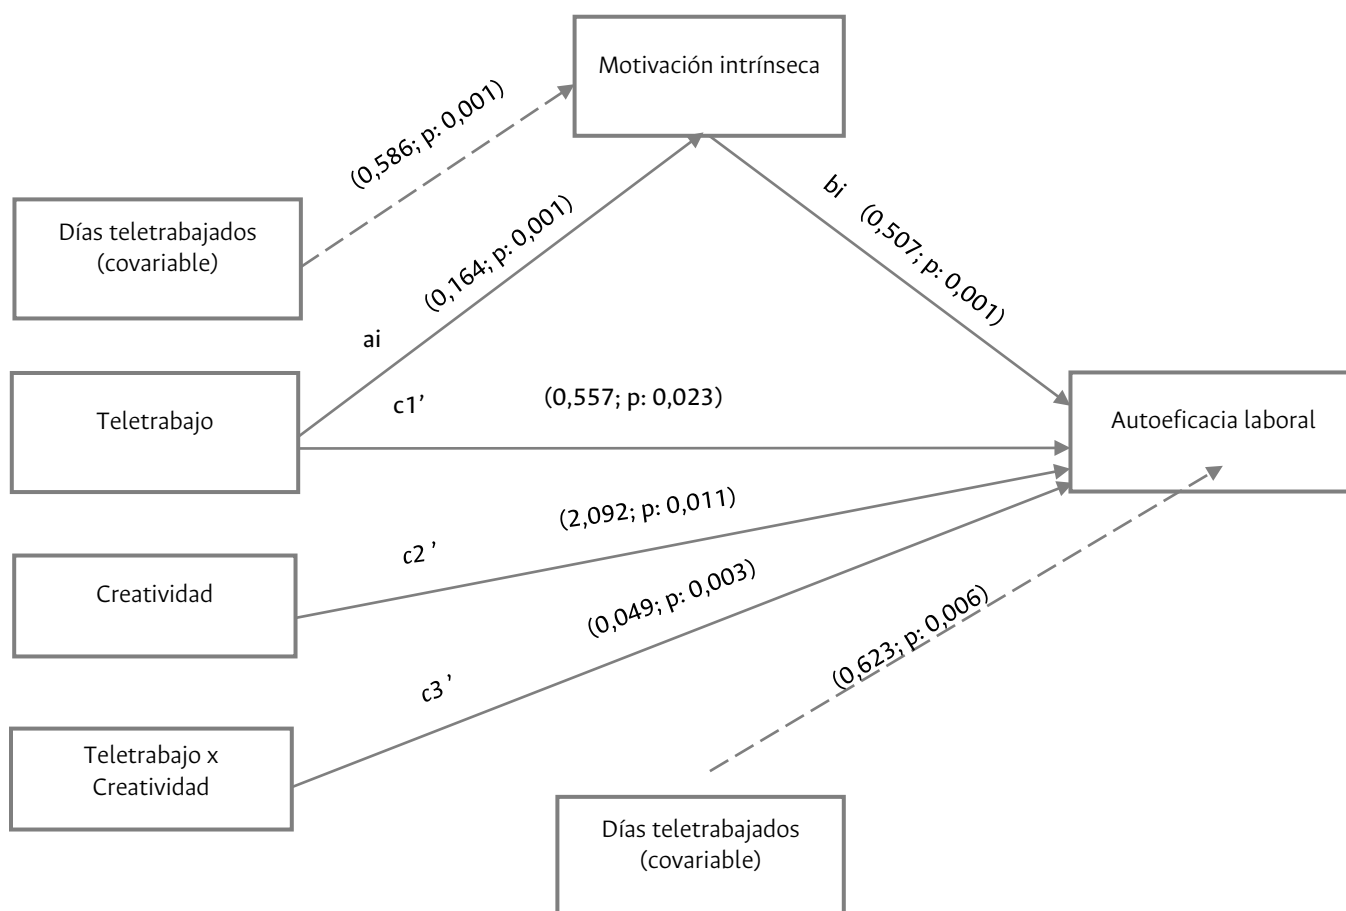 Motivación intrínseca
(0,586; p: 0,001)
Días teletrabajados
(covariable)
(0,164; p: 0,001)
bi (0,507; p: 0,001)
ai
Teletrabajo
c1’
(0,557; p: 0,023)
Autoeficacia laboral
(2,092; p: 0,011)
c2 ’
Creatividad
(0,049; p: 0,003)
(0,623; p: 0,006)
c3 ’
Teletrabajo x
Creatividad
Días teletrabajados
(covariable)